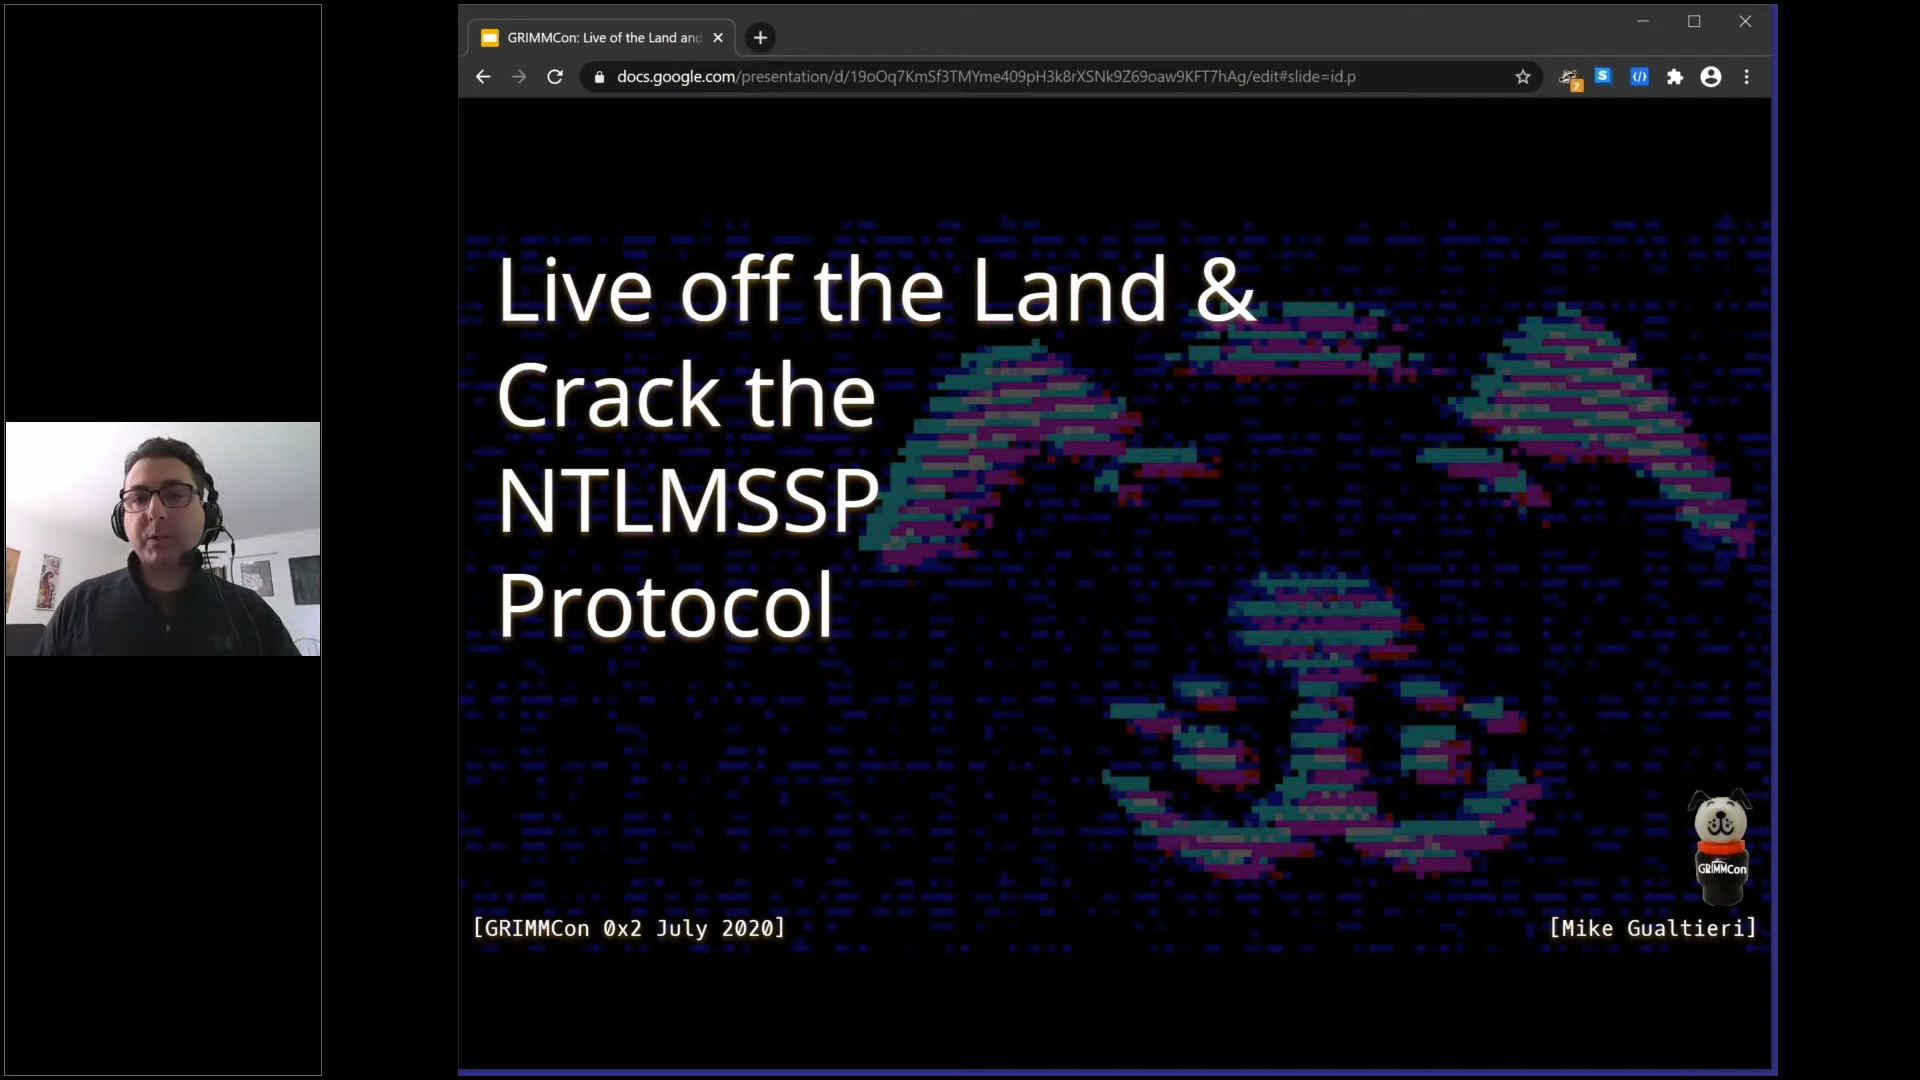 GRIMMCon: Live of the Land and
docs.google.com/presentation/d/19oOq7KmSf3TMYme409pH3k8rXSNk9Z69oaw9KFT7hAg/edit#slide=id.p
2
S
Live off the Land &
Crack the
NTLMSSP
Protocol
GRIMMCon
[GRIMMCon 0x2 July 2020]
[Mike Gualtieri]